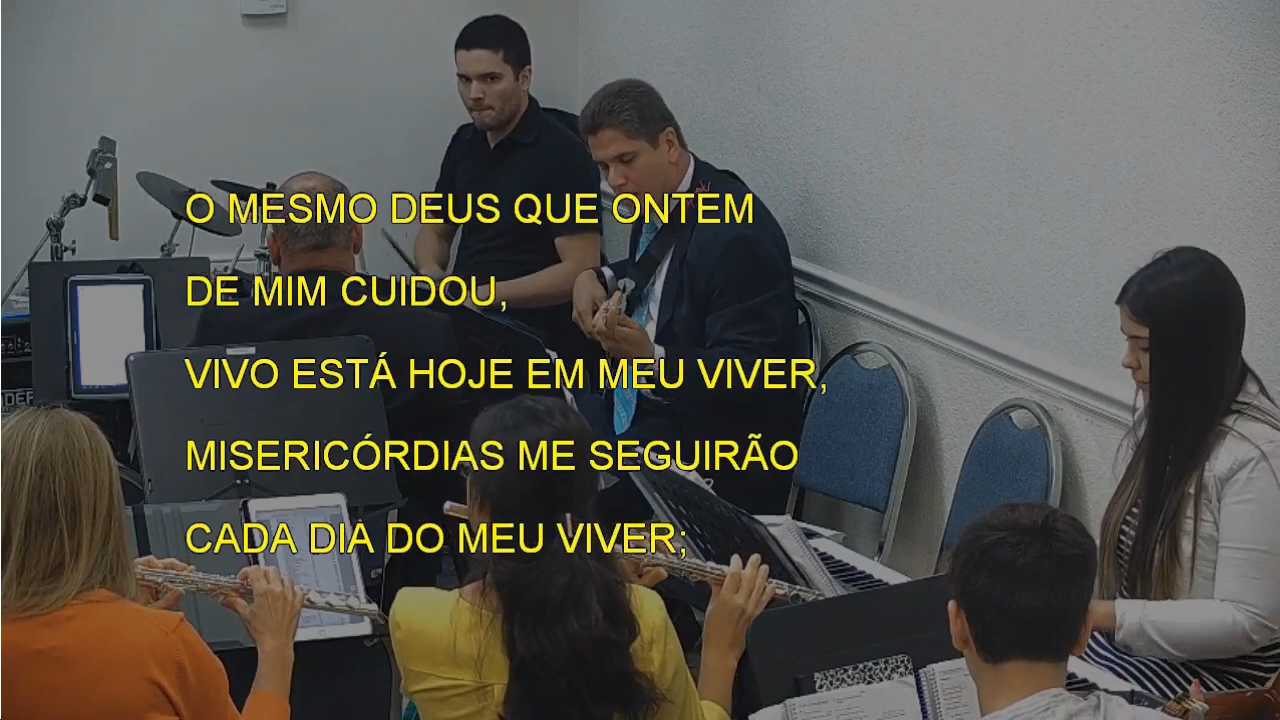 O MESMO DEUS QUE ONTEM
DE MIM CUIDOU,
VIVO ESTÁ HOJE EM MEU VIVER,
MISERICÓRDIAS ME SEGUIRÃO
CADA DIA DO MEU VIVER;